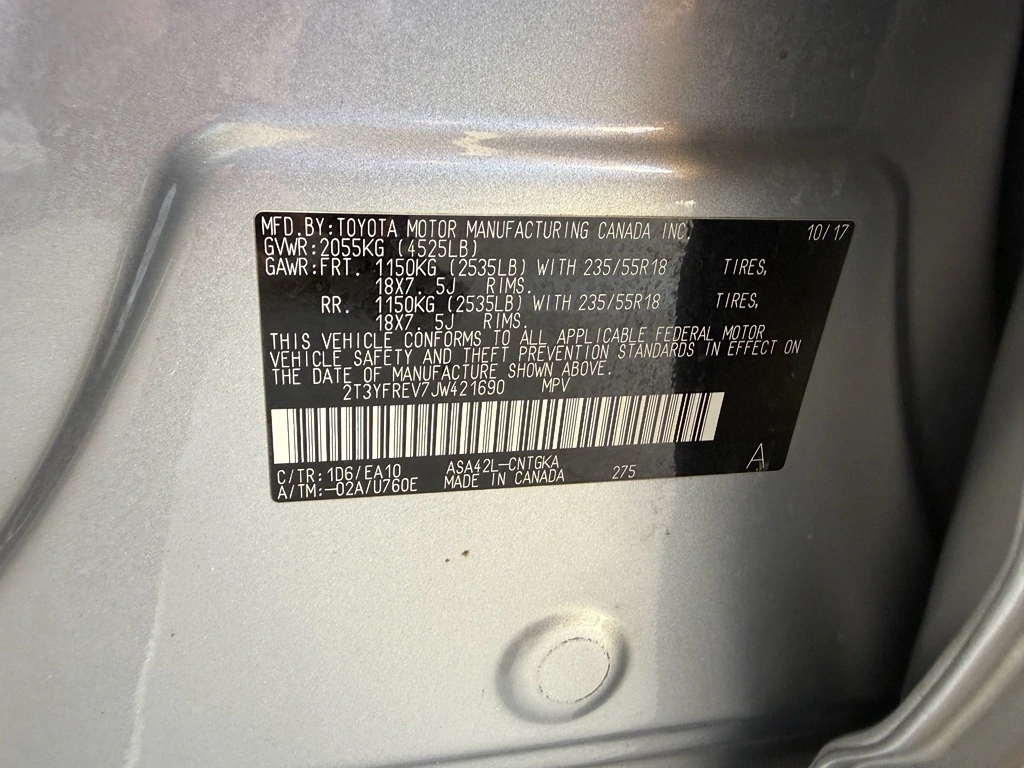 MFD.BY:TOYOTA MOTOR MANUFACTURING CANADA INC. 10/17
GVWR:2055KG (4525LB)
GAWR:FRT. 1150KG (2535LB) WITH 235/55R18 TIRES,
18X7.5J RIMS.
RR. 1150KG (2535LB) WITH 235/55R18 TIRES,
18X7.5J RIMS.
THIS VEHICLE CONFORMS TO ALL APPLICABLE FEDERAL MOTOR
VEHICLE SAFETY AND THEFT PREVENTION STANDARDS IN EFFECT ON
THE DATE OF MANUFACTURE SHOWN ABOVE.
2T3YFREV7JW421690 MPV
C/TR:1D6/EA10 ASA42L-CNTGKA 275 A
A/TM:-02A/U760E MADE IN CANADA